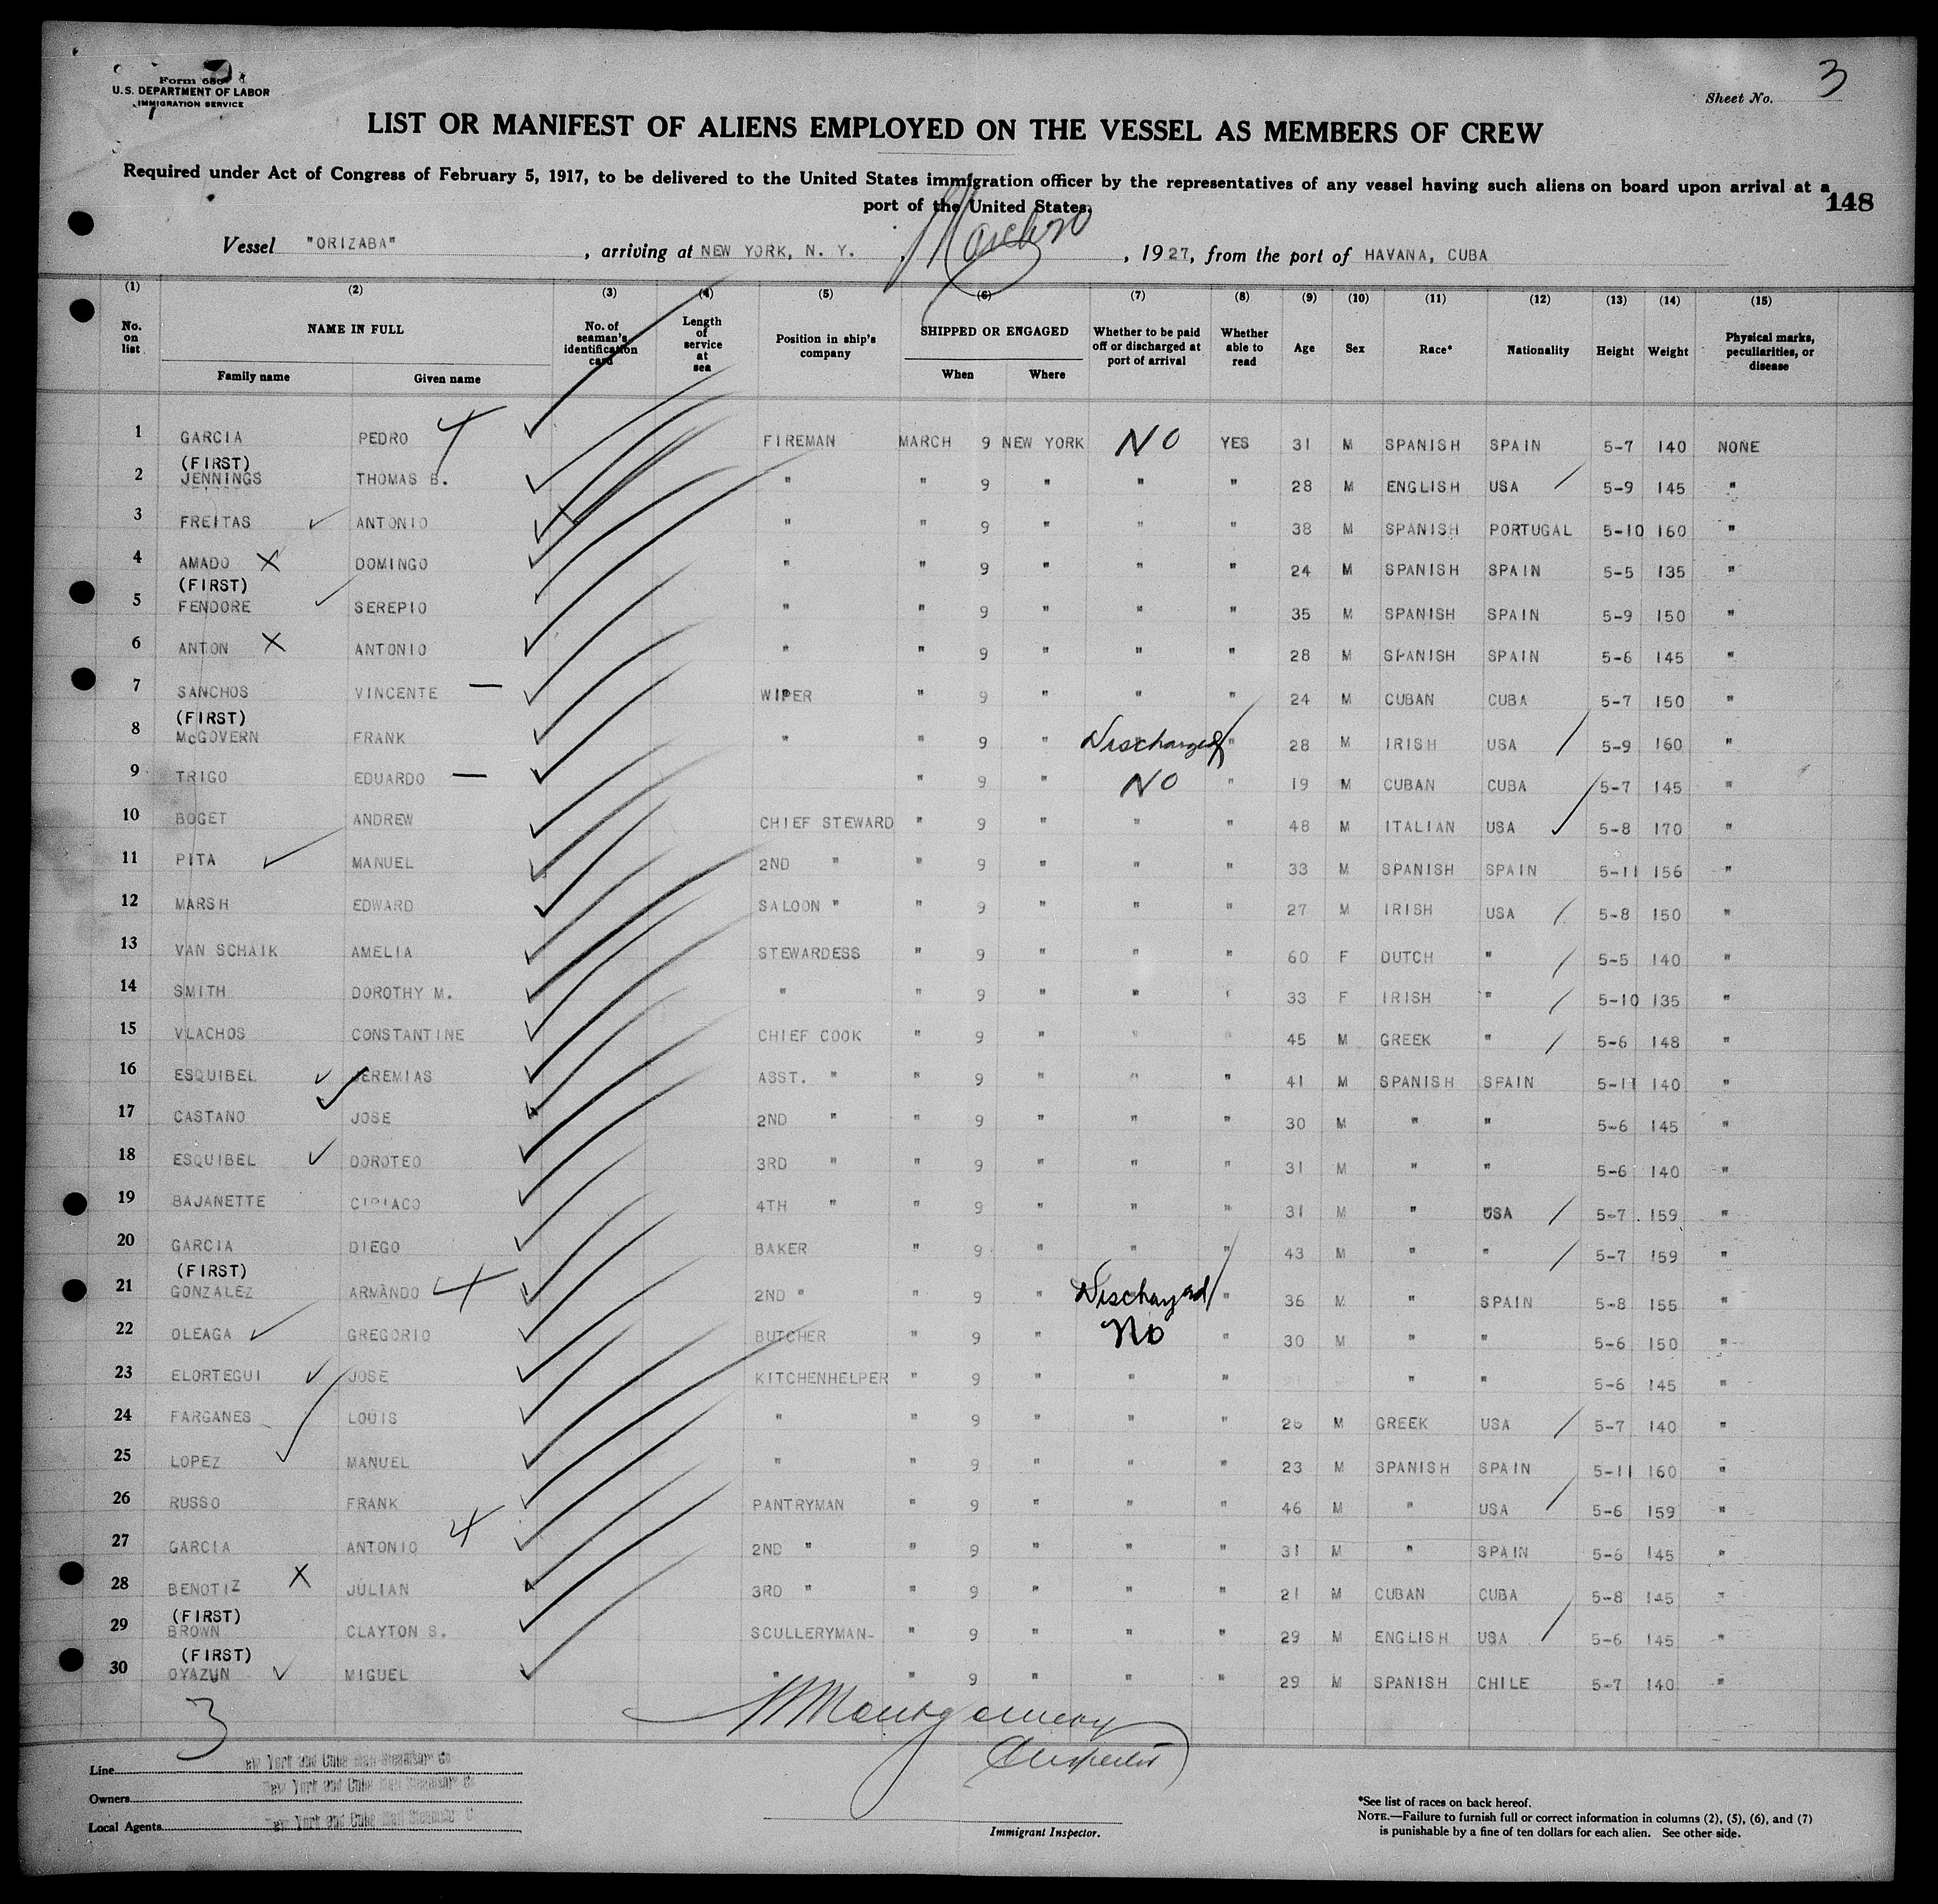 Form 680
U.S. DEPARTMENT OF LABOR
IMMIGRATION SERVICE
Sheet No. 3
LIST OR MANIFEST OF ALIENS EMPLOYED ON THE VESSEL AS MEMBERS OF CREW
Required under Act of Congress of February 5, 1917, to be delivered to the United States immigration officer by the representatives of any vessel having such aliens on board upon arrival at a
port of the United States.
148
Vessel "ORIZABA", arriving at NEW YORK, N. Y., March 20, 1927, from the port of HAVANA, CUBA
(1) (2) (3) (4) (5) (6) (7) (8) (9) (10) (11) (12) (13) (14) (15)
No. on list NAME IN FULL No. of seaman's identification card Length of service at sea Position in ship's company SHIPPED OR ENGAGED Whether to be paid off or discharged at port of arrival Whether able to read Age Sex Race* Nationality Height Weight Physical marks, peculiarities, or disease
Family name Given name When Where
1 GARCIA PEDRO FIREMAN MARCH 9 NEW YORK NO YES 31 M SPANISH SPAIN 5-7 140 NONE
(FIRST)
2 JENNINGS THOMAS B. " " 9 " " " 28 M ENGLISH USA 5-9 145 "
3 FREITAS ANTONIO " " 9 " " " 38 M SPANISH PORTUGAL 5-10 160 "
4 AMADO DOMINGO " " 9 " " " 24 M SPANISH SPAIN 5-5 135 "
(FIRST)
5 FENDORE SEREPIO " " 9 " " " 35 M SPANISH SPAIN 5-9 150 "
6 ANTON ANTONIO " " 9 " " " 28 M SPANISH SPAIN 5-6 145 "
7 SANCHOS VINCENTE WIPER " 9 " " " 24 M CUBAN CUBA 5-7 150 "
(FIRST)
8 McGOVERN FRANK " " 9 " Discharged " 28 M IRISH USA 5-9 160 "
9 TRIGO EDUARDO " 9 " NO " 19 M CUBAN CUBA 5-7 145 "
10 BOGET ANDREW CHIEF STEWARD " 9 " " " 48 M ITALIAN USA 5-8 170 "
11 PITA MANUEL 2ND " " 9 " " " 33 M SPANISH SPAIN 5-11 156 "
12 MARSH EDWARD SALOON " " 9 " " " 27 M IRISH USA 5-8 150 "
13 VAN SCHAIK AMELIA STEWARDESS " 9 " " " 60 F DUTCH " 5-5 140 "
14 SMITH DOROTHY M. " " 9 " " " 33 F IRISH " 5-10 135 "
15 VLACHOS CONSTANTINE CHIEF COOK " 9 " " " 45 M GREEK " 5-6 148 "
16 ESQUIBEL JEREMIAS ASST. " " 9 " " " 41 M SPANISH SPAIN 5-11 140 "
17 CASTANO JOSE 2ND " " 9 " " " 30 M " " 5-6 145 "
18 ESQUIBEL DOROTEO 3RD " " 9 " " " 31 M " " 5-6 140 "
19 BAJANETTE CIPIACO 4TH " " 9 " " " 31 M " USA 5-7 159 "
20 GARCIA DIEGO BAKER " 9 " " " 43 M " " 5-7 159 "
(FIRST)
21 GONZALEZ ARMANDO 2ND " " 9 " Discharged " 36 M " SPAIN 5-8 155 "
22 OLEAGA GREGORIO BUTCHER " 9 " No " 30 M " " 5-6 150 "
23 ELORTEGUI JOSE KITCHENHELPER " 9 " " " " " 5-6 145 "
24 FARGANES LOUIS " " 9 " " " 26 M GREEK USA 5-7 140 "
25 LOPEZ MANUEL " " 9 " " " 23 M SPANISH SPAIN 5-11 160 "
26 RUSSO FRANK PANTRYMAN " 9 " " " 46 M " USA 5-6 159 "
27 GARCIA ANTONIO 2ND " " 9 " " " 31 M " SPAIN 5-6 145 "
28 BENOTIZ JULIAN 3RD " " 9 " " " 21 M CUBAN CUBA 5-8 145 "
(FIRST)
29 BROWN CLAYTON S. SCULLERYMAN- " 9 " " " 29 M ENGLISH USA 5-6 145 "
(FIRST)
30 OYAZUN MIGUEL " " 9 " " " 29 M SPANISH CHILE 5-7 140 "
3
Montgomery
Inspector
Line New York and Cuba Mail Steamship Co
Owners New York and Cuba Mail Steamship Co
Local Agents New York and Cuba Mail Steamship C
Immigrant Inspector.
*See list of races on back hereof.
NOTE.—Failure to furnish full or correct information in columns (2), (5), (6), and (7)
is punishable by a fine of ten dollars for each alien. See other side.